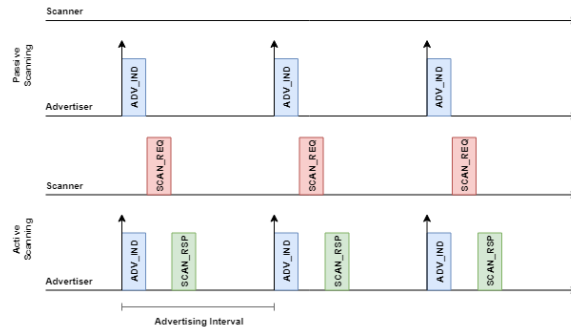 Scanner
Passive
Scanning
ADV_IND
ADV_IND
ADV_IND
Advertiser
SCAN_REQ
SCAN_REQ
SCAN_REQ
Scanner
Active
Scanning
ADV_IND
SCAN_RSP
ADV_IND
SCAN_RSP
ADV_IND
SCAN_RSP
Advertiser
Advertising Interval